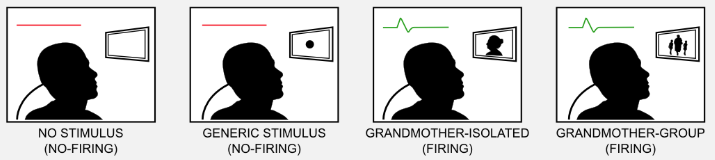 NO STIMULUS
(NO-FIRING)
GENERIC STIMULUS
(NO-FIRING)
GRANDMOTHER-ISOLATED
(FIRING)
GRANDMOTHER-GROUP
(FIRING)